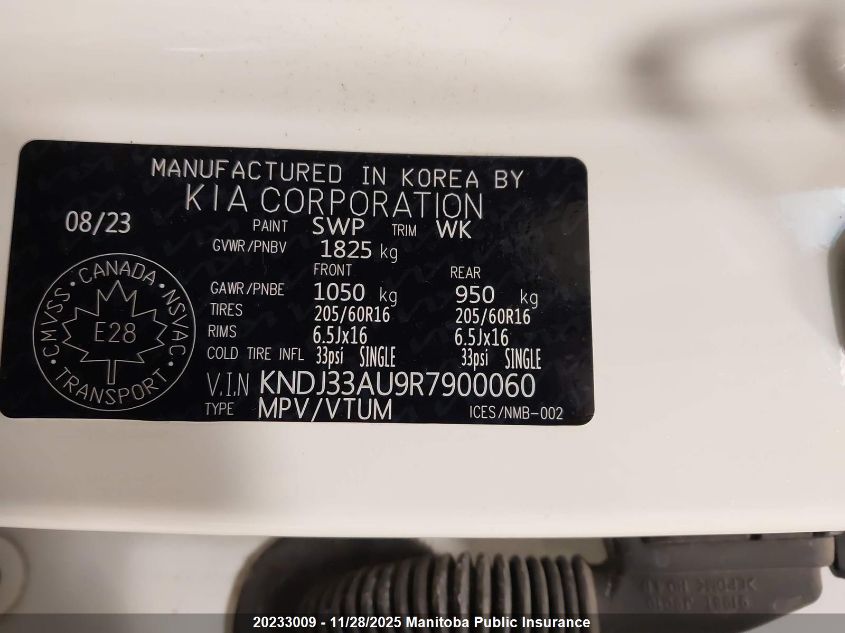 MANUFACTURED IN KOREA BY
KIA CORPORATION
08/23
PAINT SWP TRIM WK
GVWR/PNBV 1825 kg
FRONT REAR
GAWR/PNBE 1050 kg 950 kg
TIRES 205/60R16 205/60R16
RIMS 6.5Jx16 6.5Jx16
COLD TIRE INFL 33psi SINGLE 33psi SINGLE
V.I.N KNDJ33AU9R7900060
TYPE MPV/VTUM ICES/NMB-002
CMVSS · CANADA · NSVAC
E28
TRANSPORT
20233009 - 11/28/2025 Manitoba Public Insurance